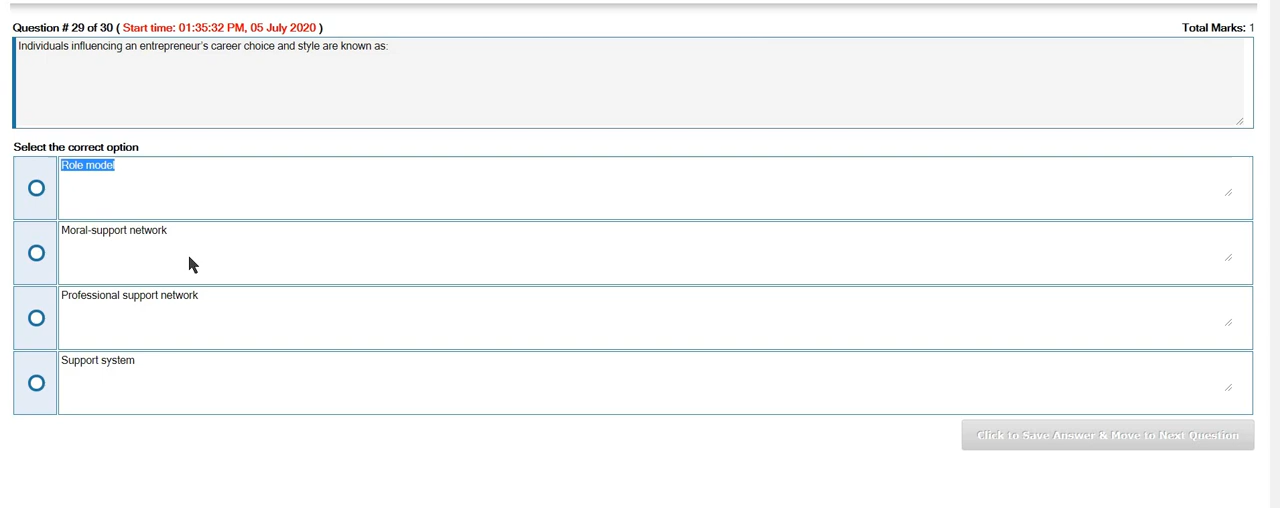 Question # 29 of 30 ( Start time: 01:35:32 PM, 05 July 2020 ) Total Marks: 1
Individuals influencing an entrepreneur's career choice and style are known as:
Select the correct option
Role model
Moral-support network
Professional support network
Support system
Click to Save Answer & Move to Next Question